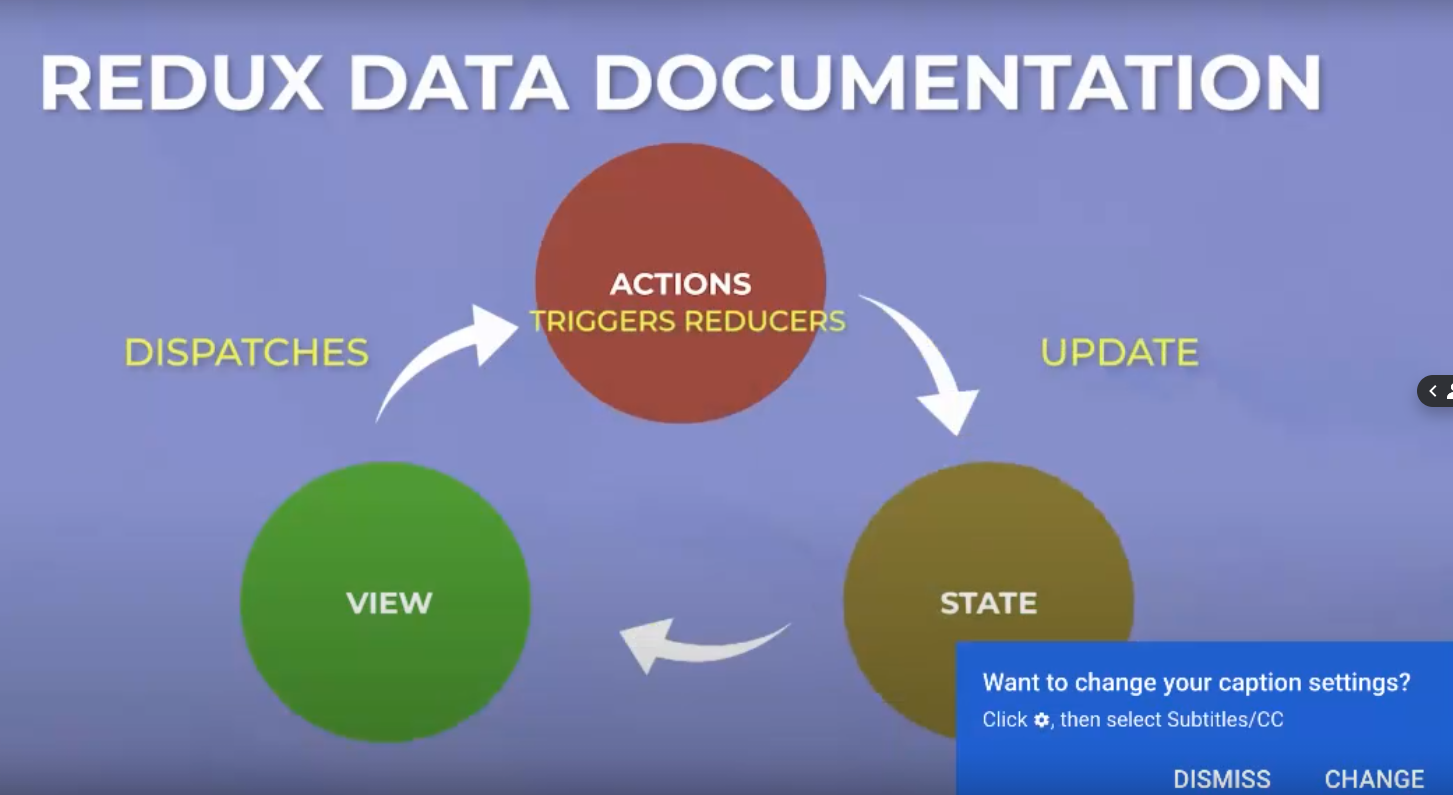 REDUX DATA DOCUMENTATION
ACTIONS
TRIGGERS REDUCERS
DISPATCHES
UPDATE
VIEW
STATE
Want to change your caption settings?
Click ⚙, then select Subtitles/CC
DISMISS CHANGE